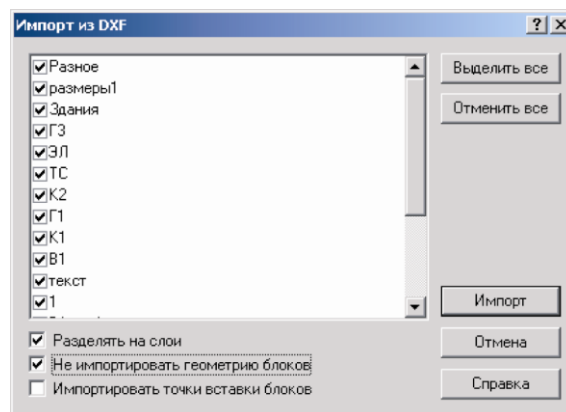 Импорт из DXF
Разное
размеры1
Здания
Г3
ЭЛ
ТС
К2
Г1
К1
В1
текст
1
Выделить все
Отменить все
Импорт
Отмена
Справка
Разделять на слои
Не импортировать геометрию блоков
Импортировать точки вставки блоков